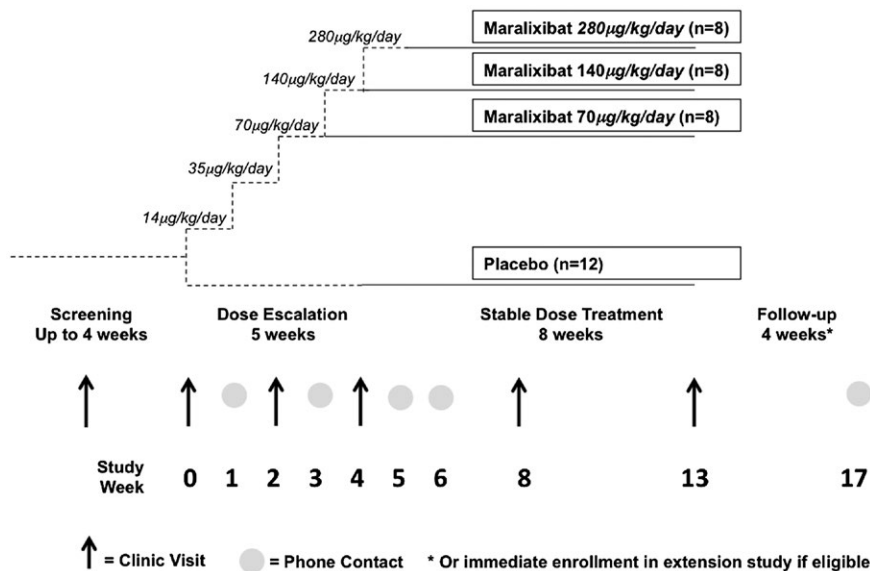 280µg/kg/day
Maralixibat 280µg/kg/day (n=8)
140µg/kg/day
Maralixibat 140µg/kg/day (n=8)
70µg/kg/day
Maralixibat 70µg/kg/day (n=8)
35µg/kg/day
14µg/kg/day
Placebo (n=12)
Screening
Up to 4 weeks
Dose Escalation
5 weeks
Stable Dose Treatment
8 weeks
Follow-up
4 weeks*
Study
Week
0 1 2 3 4 5 6 8 13 17
= Clinic Visit
= Phone Contact
* Or immediate enrollment in extension study if eligible